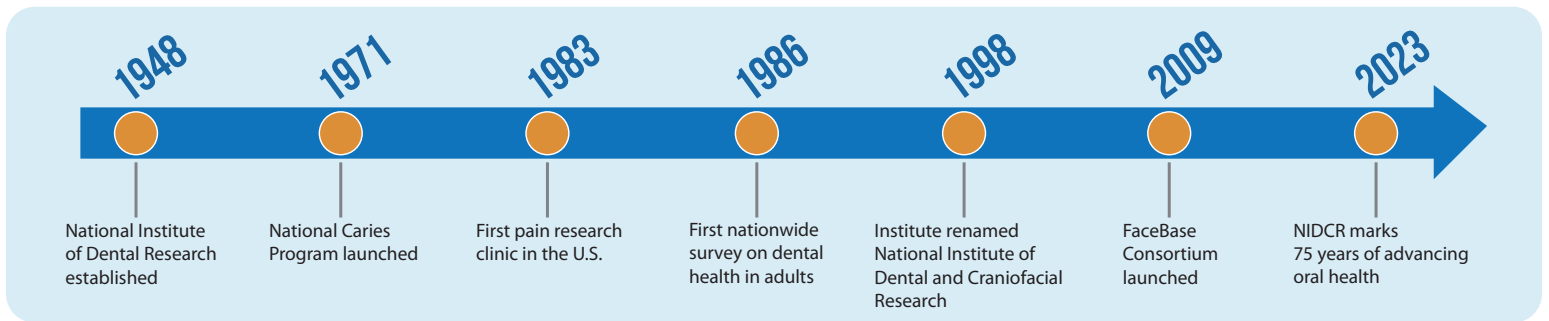 1948
National Institute
of Dental Research
established
1971
National Caries
Program launched
1983
First pain research
clinic in the U.S.
1986
First nationwide
survey on dental
health in adults
1998
Institute renamed
National Institute of
Dental and Craniofacial
Research
2009
FaceBase
Consortium
launched
2023
NIDCR marks
75 years of advancing
oral health